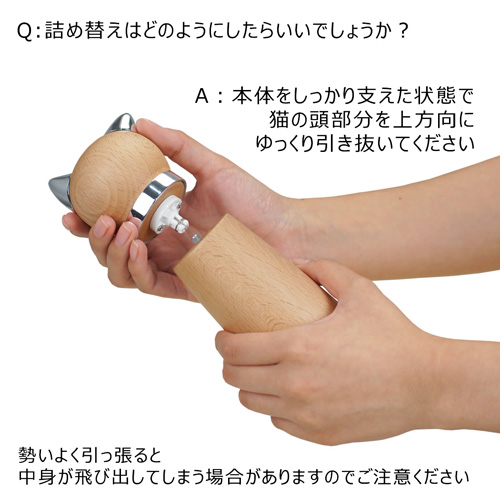 Q：詰め替えはどのようにしたらいいでしょうか？
A：本体をしっかり支えた状態で
猫の頭部分を上方向に
ゆっくり引き抜いてください
勢いよく引っ張ると
中身が飛び出してしまう場合がありますのでご注意ください